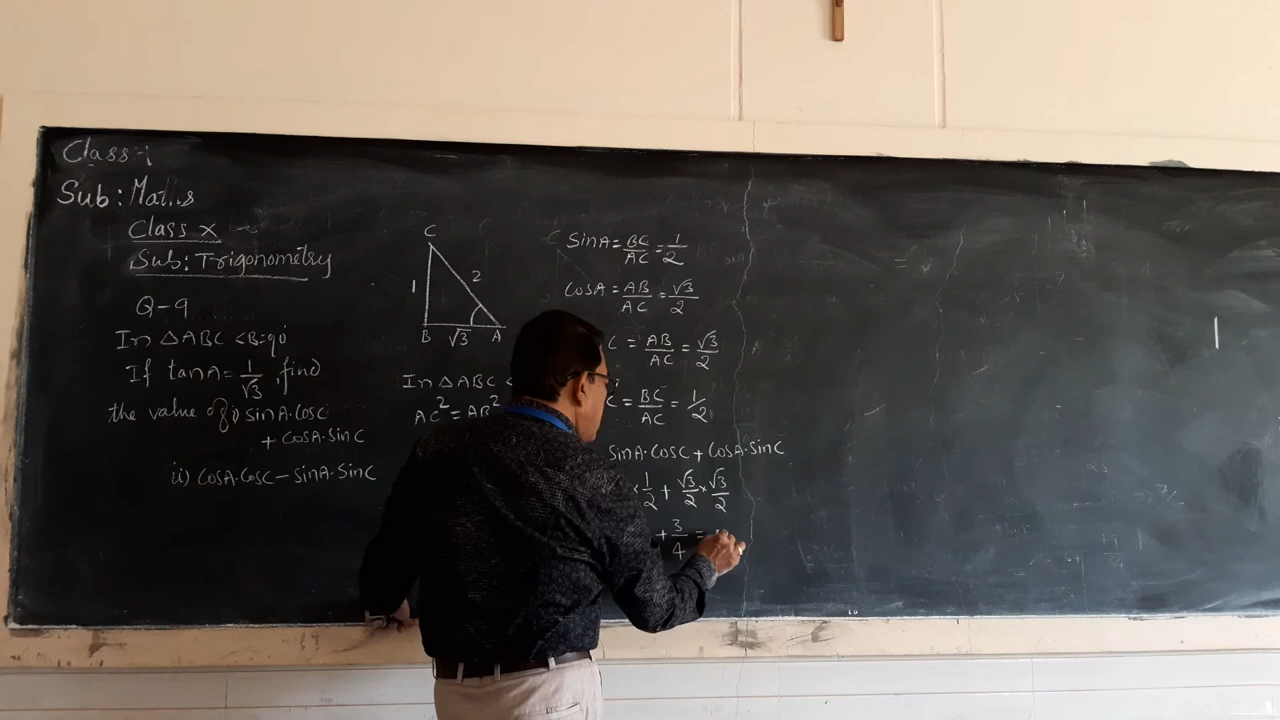 Class:-
Sub: Maths
Class X
Sub: Trigonometry
Q-9
In △ABC <B=90
If tanA = 1/√3, find
the value of i) sinA·cosC
+ cosA·sinC
ii) cosA·cosC − sinA·sinC
C
1
2
B
√3
A
In △ABC <
AC² = AB²
SinA = BC/AC = 1/2
CosA = AB/AC = √3/2
C = AB/AC = √3/2
C = BC/AC = 1/2
sinA·cosC + cosA·sinC
× 1/2 + √3/2 × √3/2
+ 3/4 =